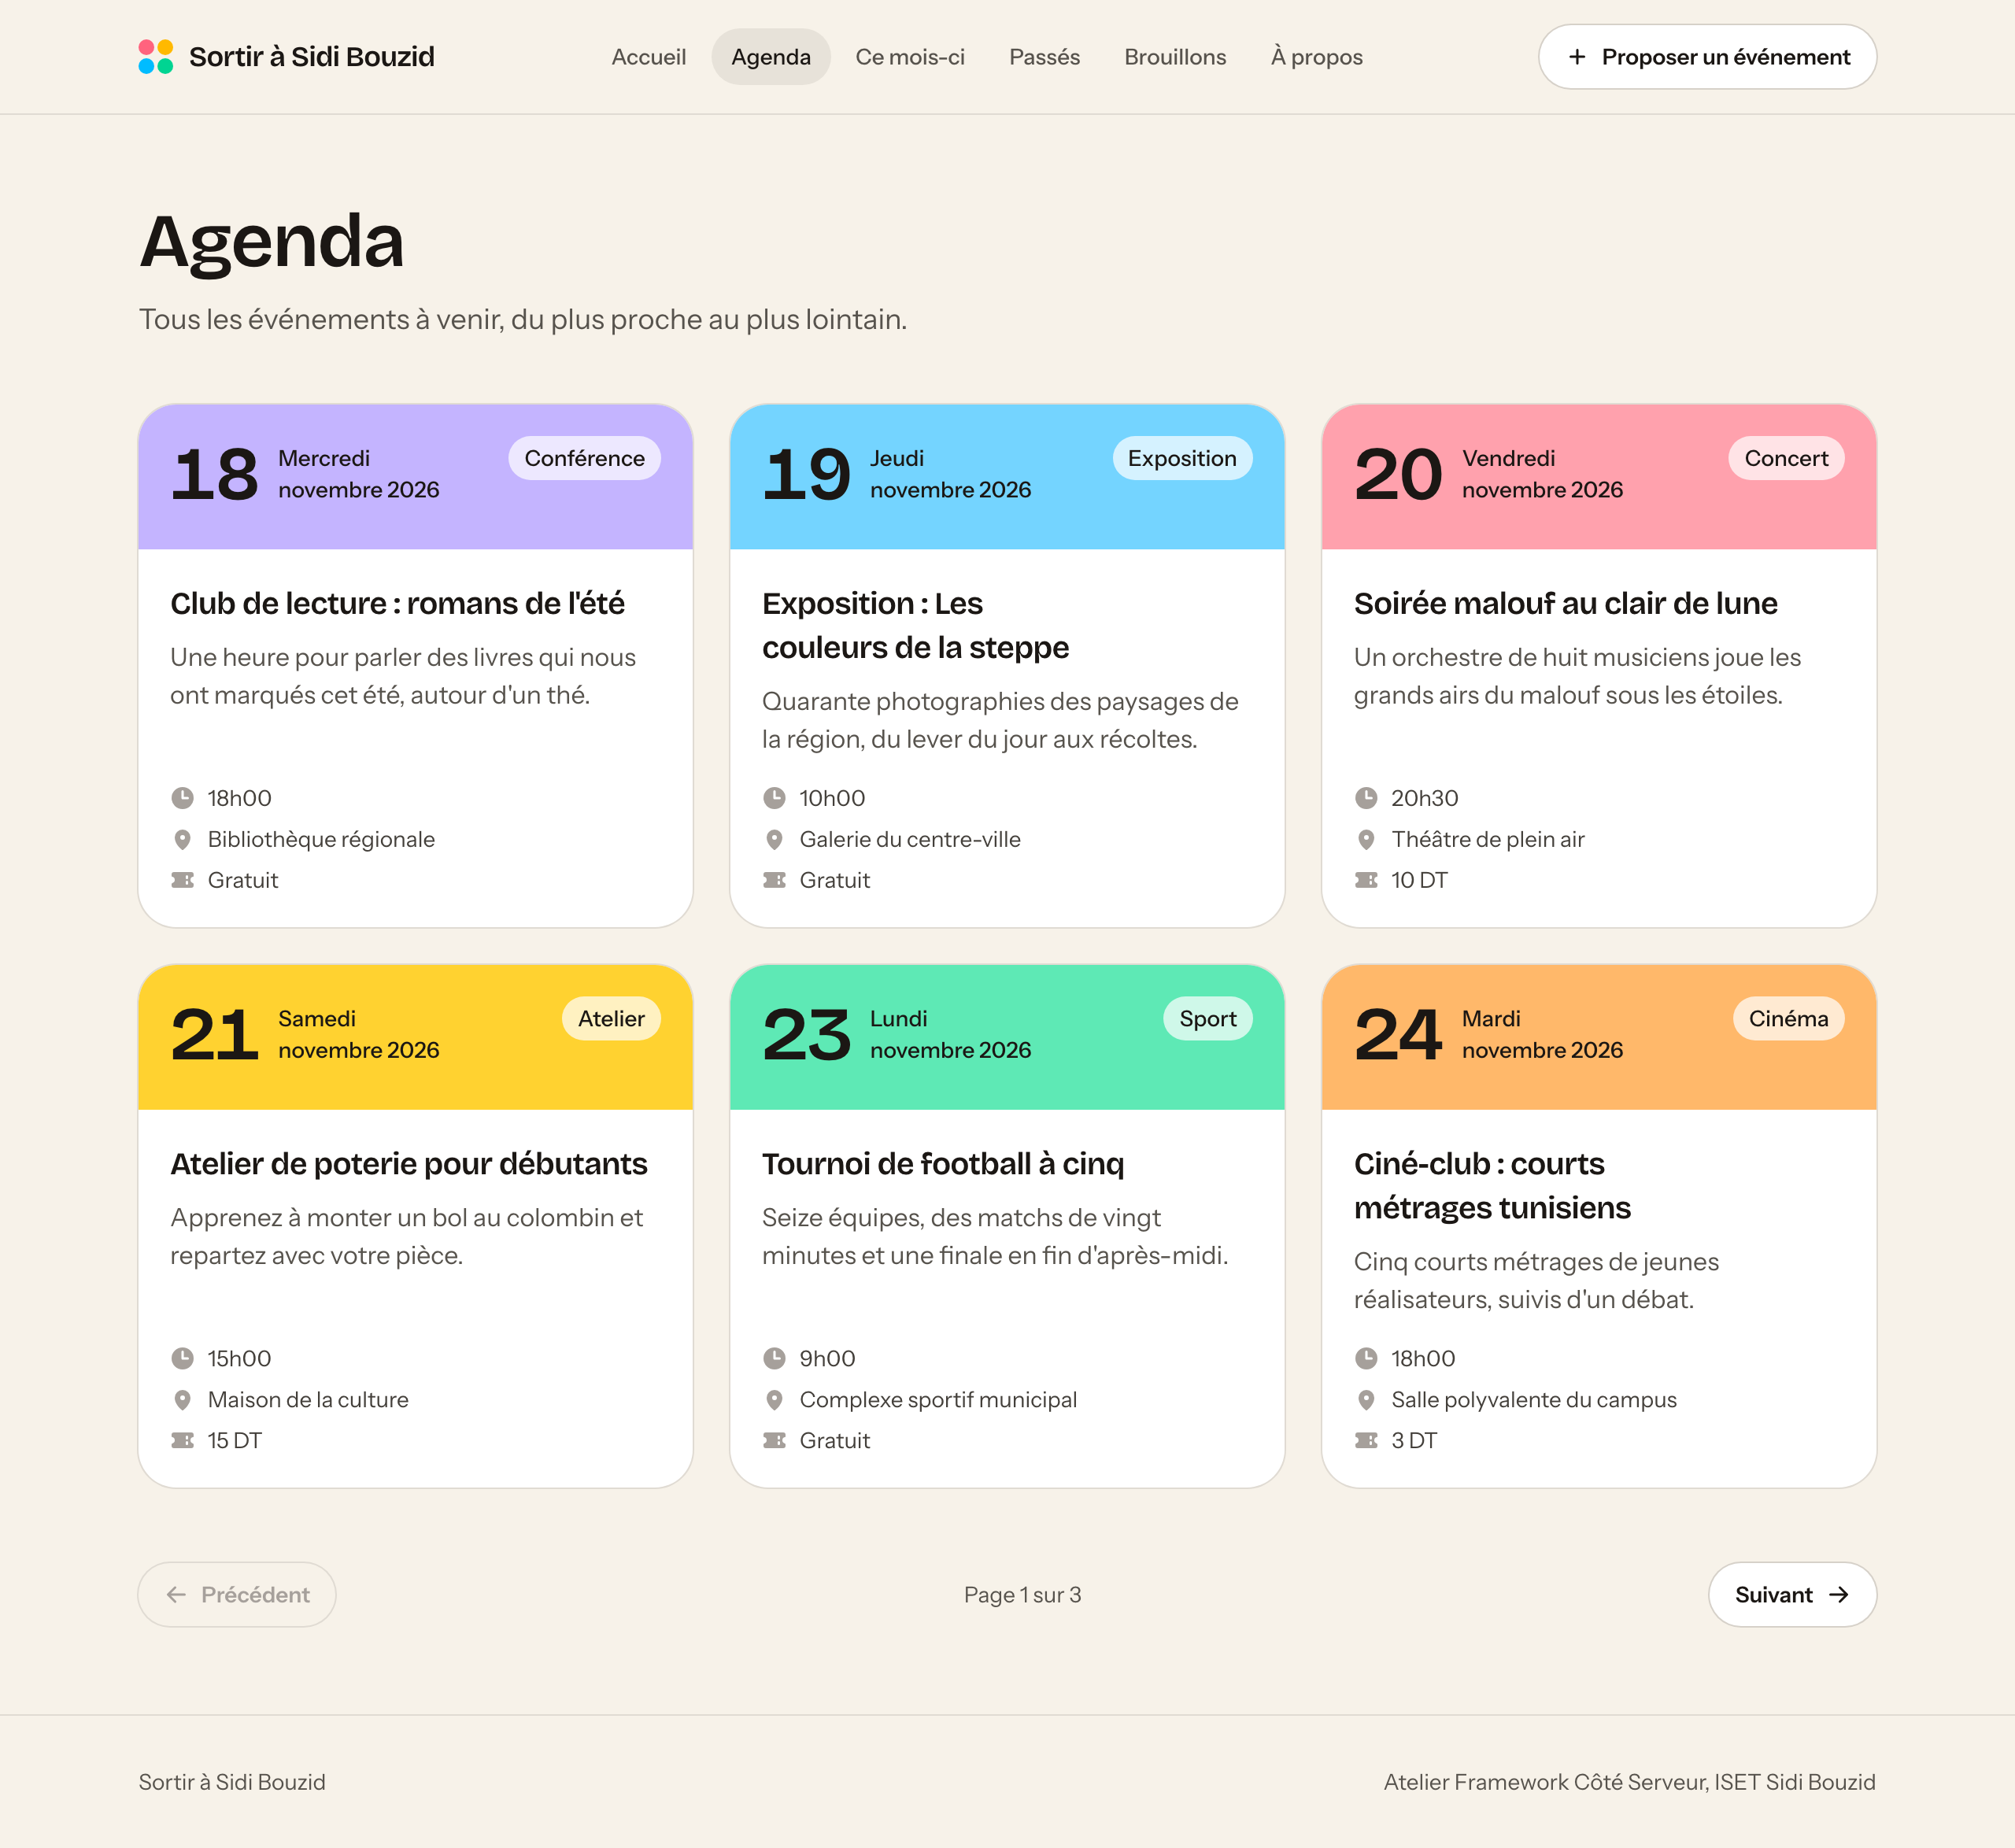 Sortir à Sidi Bouzid
Accueil
Agenda
Ce mois-ci
Passés
Brouillons
À propos
Proposer un événement
Agenda
Tous les événements à venir, du plus proche au plus lointain.
18
Mercredi
novembre 2026
Conférence
Club de lecture : romans de l'été
Une heure pour parler des livres qui nous
ont marqués cet été, autour d'un thé.
18h00
Bibliothèque régionale
Gratuit
19
Jeudi
novembre 2026
Exposition
Exposition : Les
couleurs de la steppe
Quarante photographies des paysages de
la région, du lever du jour aux récoltes.
10h00
Galerie du centre-ville
Gratuit
20
Vendredi
novembre 2026
Concert
Soirée malouf au clair de lune
Un orchestre de huit musiciens joue les
grands airs du malouf sous les étoiles.
20h30
Théâtre de plein air
10 DT
21
Samedi
novembre 2026
Atelier
Atelier de poterie pour débutants
Apprenez à monter un bol au colombin et
repartez avec votre pièce.
15h00
Maison de la culture
15 DT
23
Lundi
novembre 2026
Sport
Tournoi de football à cinq
Seize équipes, des matchs de vingt
minutes et une finale en fin d'après-midi.
9h00
Complexe sportif municipal
Gratuit
24
Mardi
novembre 2026
Cinéma
Ciné-club : courts
métrages tunisiens
Cinq courts métrages de jeunes
réalisateurs, suivis d'un débat.
18h00
Salle polyvalente du campus
3 DT
Précédent
Page 1 sur 3
Suivant
Sortir à Sidi Bouzid
Atelier Framework Côté Serveur, ISET Sidi Bouzid